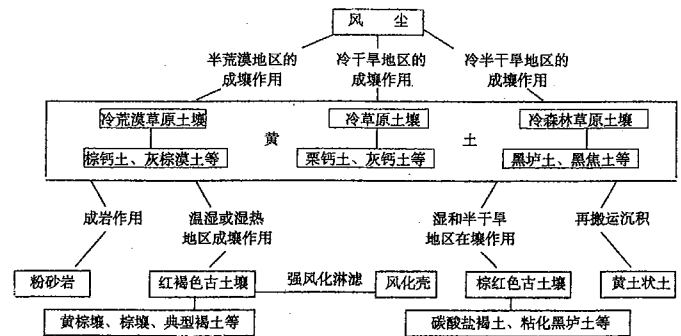 风 尘
半荒漠地区的 冷干旱地区的 冷半干旱地区的
成壤作用 成壤作用 成壤作用
冷荒漠草原土壤 冷草原土壤 冷森林草原土壤
黄 土
棕钙土、灰棕漠土等 栗钙土、灰钙土等 黑垆土、黑焦土等
成岩作用 温湿或湿热 湿和半干旱 再搬运沉积
地区成壤作用 地区在壤作用
粉砂岩 红褐色古土壤 强风化淋滤 风化壳 棕红色古土壤 黄土状土
黄棕壤、棕壤、典型褐土等 碳酸盐褐土、粘化黑垆土等